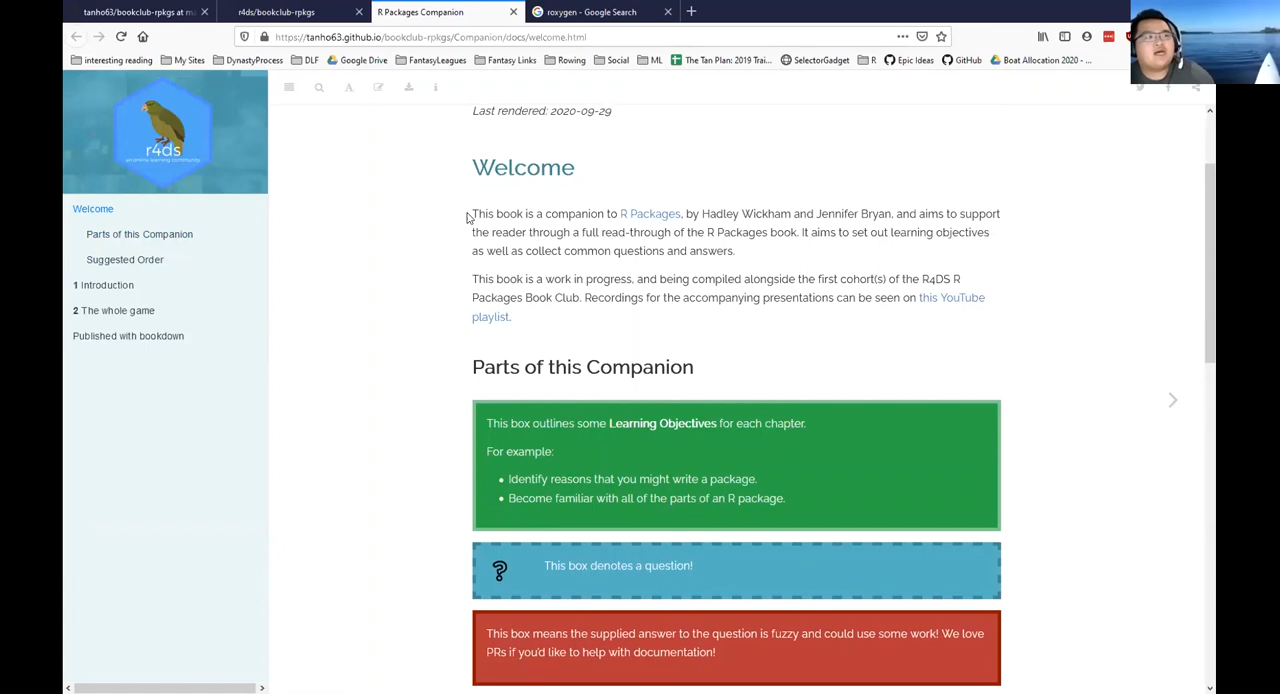 tanho63/bookclub-rpkgs at m
r4ds/bookclub-rpkgs
R Packages Companion
roxygen - Google Search
https://tanho63.github.io/bookclub-rpkgs/Companion/docs/welcome.html
interesting reading
My Sites
DynastyProcess
DLF
Google Drive
FantasyLeagues
Fantasy Links
Rowing
Social
ML
The Tan Plan: 2019 Trai...
SelectorGadget
R
Epic Ideas
GitHub
Boat Allocation 2020 - ...
r4ds
an online learning community
Welcome
Parts of this Companion
Suggested Order
1 Introduction
2 The whole game
Published with bookdown
Last rendered: 2020-09-29
Welcome
This book is a companion to R Packages, by Hadley Wickham and Jennifer Bryan, and aims to support
the reader through a full read-through of the R Packages book. It aims to set out learning objectives
as well as collect common questions and answers.
This book is a work in progress, and being compiled alongside the first cohort(s) of the R4DS R
Packages Book Club. Recordings for the accompanying presentations can be seen on this YouTube
playlist.
Parts of this Companion
This box outlines some Learning Objectives for each chapter.
For example:
• Identify reasons that you might write a package.
• Become familiar with all of the parts of an R package.
? This box denotes a question!
This box means the supplied answer to the question is fuzzy and could use some work! We love
PRs if you'd like to help with documentation!